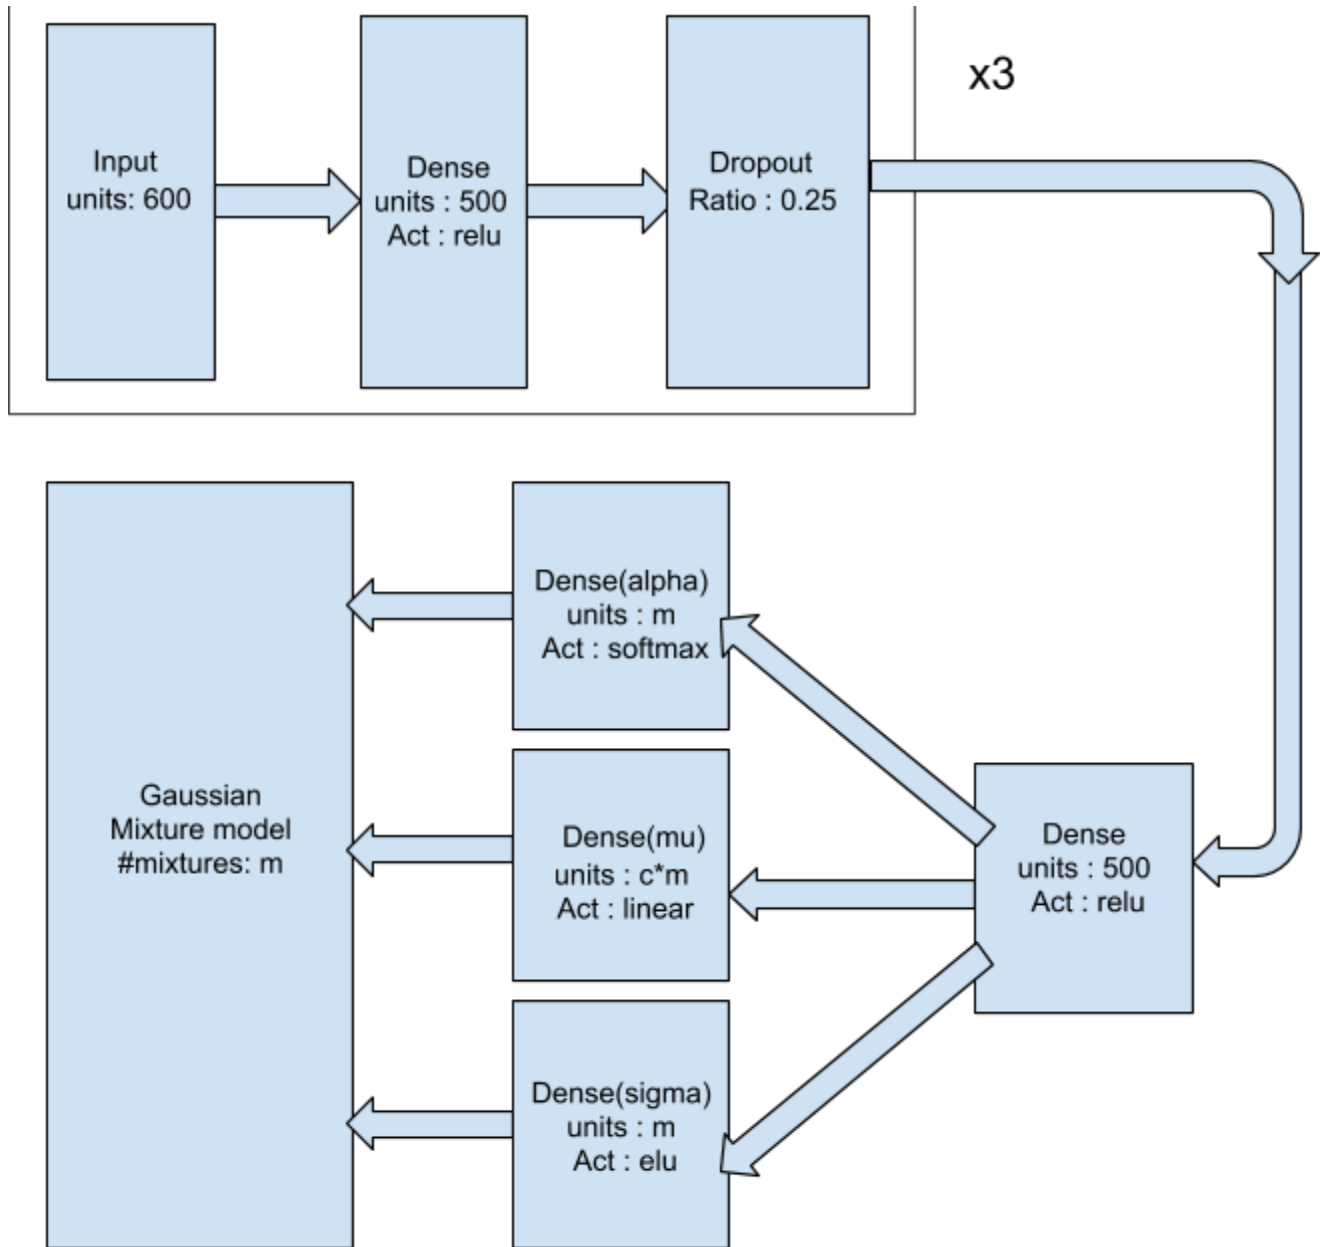 x3
Input
units: 600
Dense
units : 500
Act : relu
Dropout
Ratio : 0.25
Dense
units : 500
Act : relu
Dense(alpha)
units : m
Act : softmax
Dense(mu)
units : c*m
Act : linear
Dense(sigma)
units : m
Act : elu
Gaussian
Mixture model
#mixtures: m